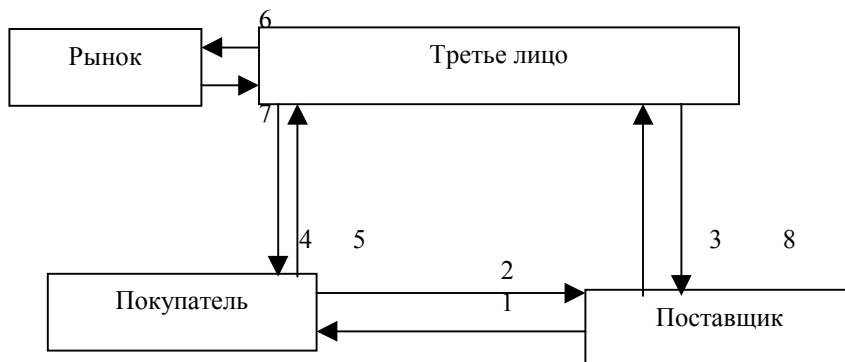 6
Рынок
Третье лицо
7
4 5 3 8
2
Покупатель
1
Поставщик